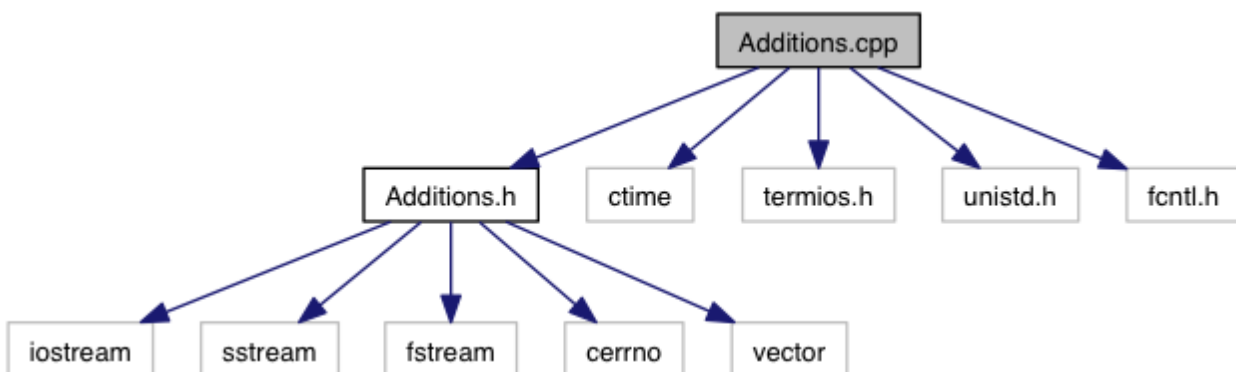 Additions.cpp
Additions.h
ctime
termios.h
unistd.h
fcntl.h
iostream
sstream
fstream
cerrno
vector